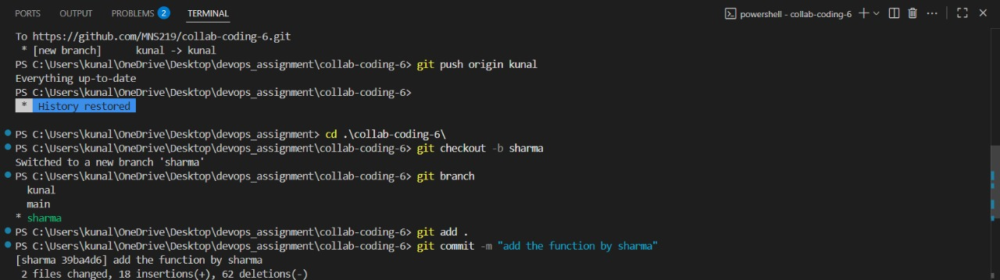 PORTS OUTPUT PROBLEMS 2 TERMINAL powershell - collab-coding-6
To https://github.com/MNS219/collab-coding-6.git
* [new branch] kunal -> kunal
PS C:\Users\kunal\OneDrive\Desktop\devops_assignment\collab-coding-6> git push origin kunal
Everything up-to-date
PS C:\Users\kunal\OneDrive\Desktop\devops_assignment\collab-coding-6>
* History restored
PS C:\Users\kunal\OneDrive\Desktop\devops_assignment> cd .\collab-coding-6\
PS C:\Users\kunal\OneDrive\Desktop\devops_assignment\collab-coding-6> git checkout -b sharma
Switched to a new branch 'sharma'
PS C:\Users\kunal\OneDrive\Desktop\devops_assignment\collab-coding-6> git branch
kunal
main
* sharma
PS C:\Users\kunal\OneDrive\Desktop\devops_assignment\collab-coding-6> git add .
PS C:\Users\kunal\OneDrive\Desktop\devops_assignment\collab-coding-6> git commit -m "add the function by sharma"
[sharma 39ba4d6] add the function by sharma
2 files changed, 18 insertions(+), 62 deletions(-)